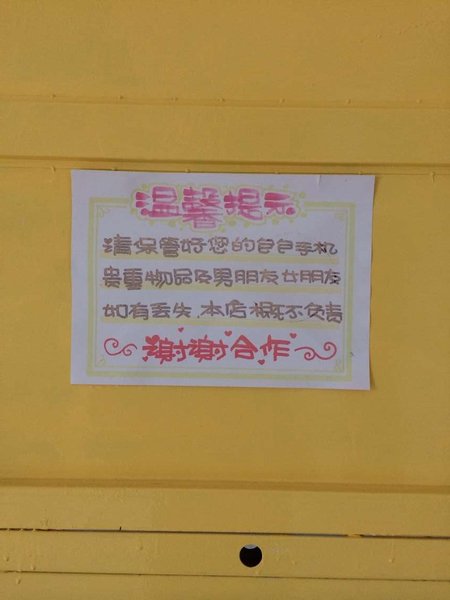 温馨提示
请保管好您的包包手机
贵重物品及男朋友女朋友
如有丢失,本店概不负责
谢谢合作